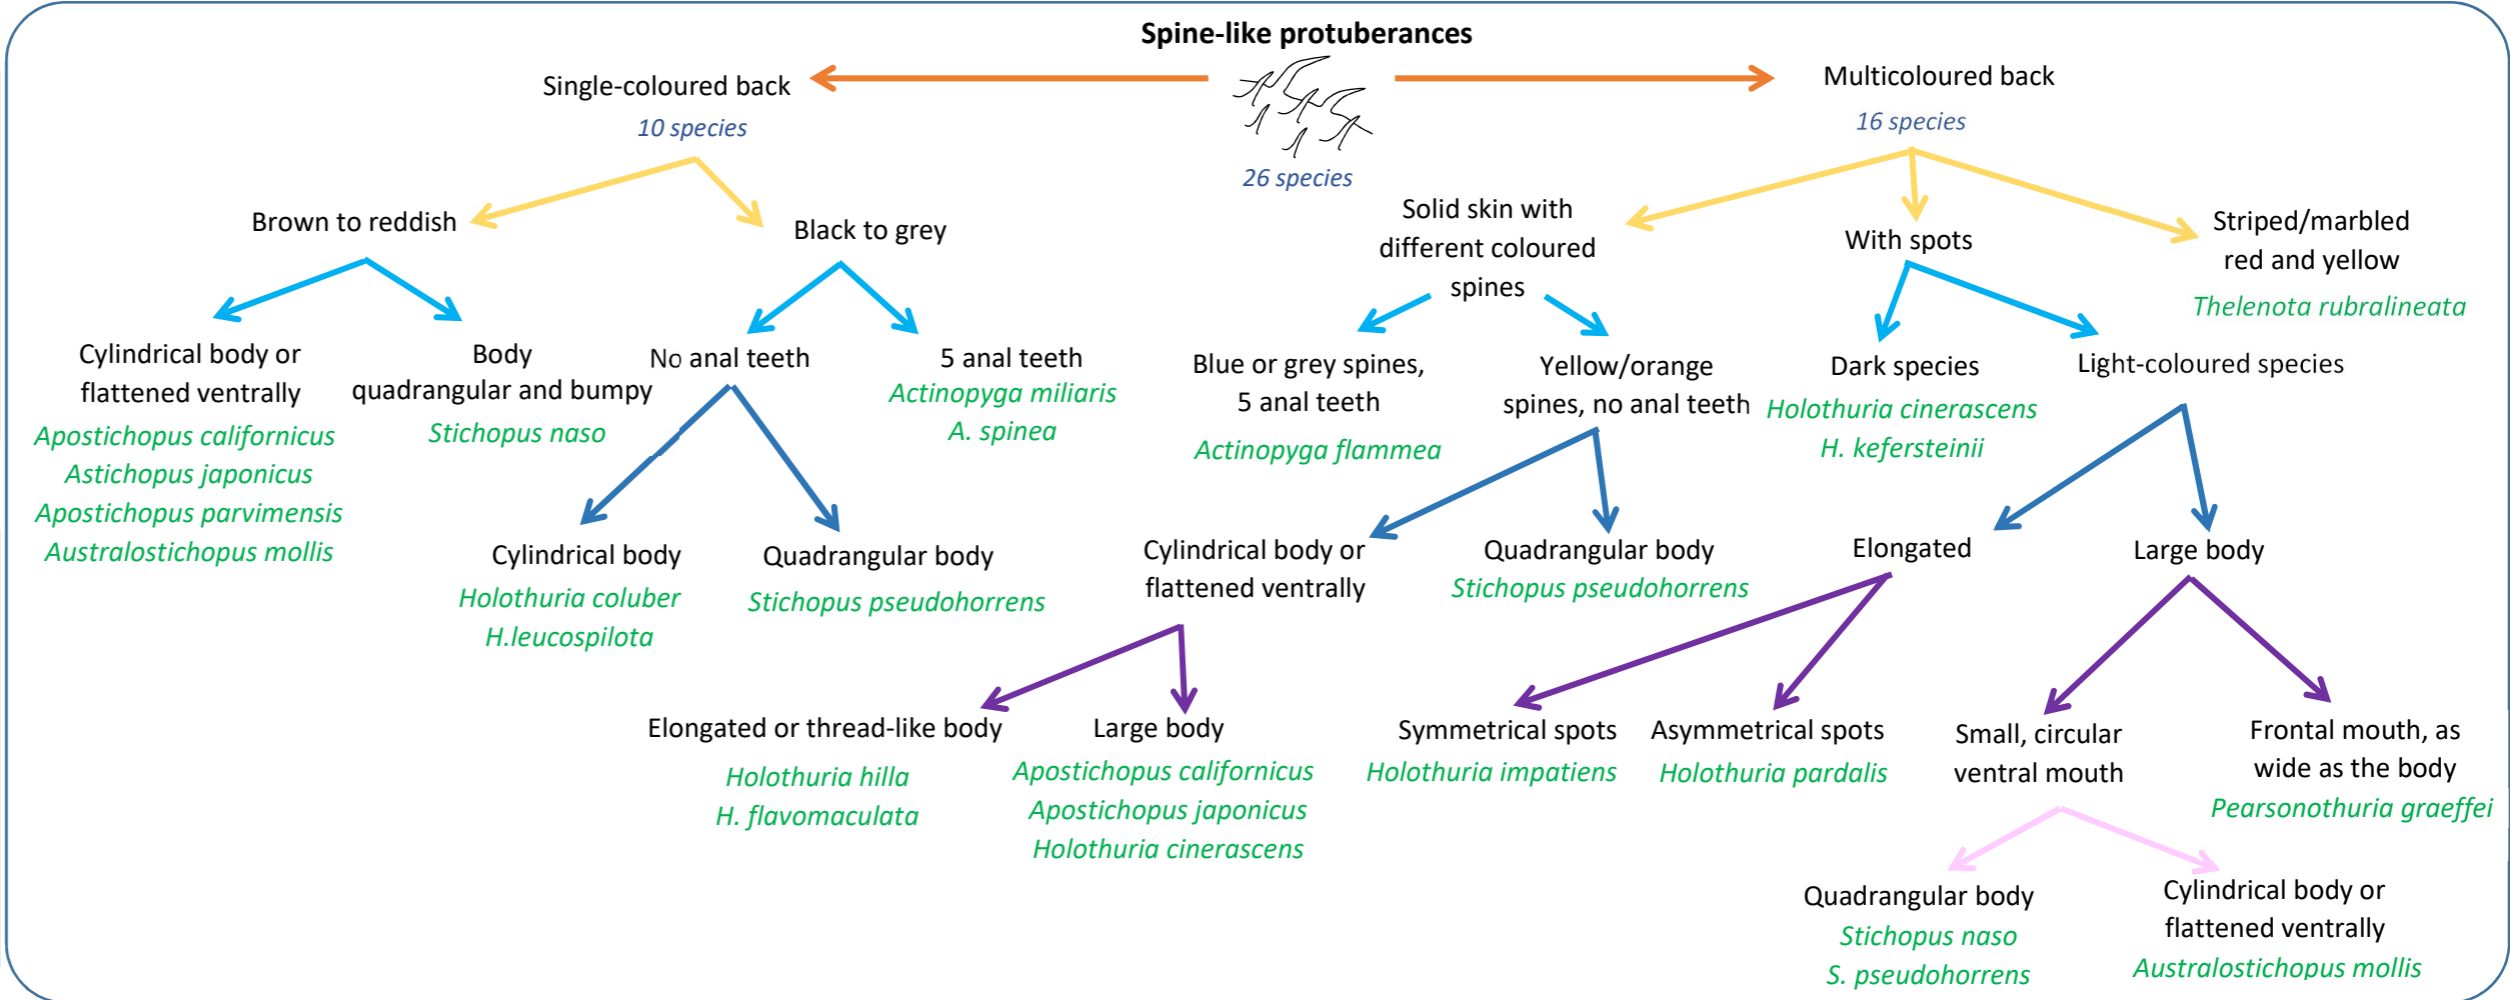 Spine-like protuberances
26 species
Single-coloured back
10 species
Brown to reddish
Cylindrical body or
flattened ventrally
Apostichopus californicus
Astichopus japonicus
Apostichopus parvimensis
Australostichopus mollis
Body
quadrangular and bumpy
Stichopus naso
Black to grey
No anal teeth
Cylindrical body
Holothuria coluber
H.leucospilota
Quadrangular body
Stichopus pseudohorrens
5 anal teeth
Actinopyga miliaris
A. spinea
Multicoloured back
16 species
Solid skin with
different coloured
spines
Blue or grey spines,
5 anal teeth
Actinopyga flammea
Yellow/orange
spines, no anal teeth
Cylindrical body or
flattened ventrally
Elongated or thread-like body
Holothuria hilla
H. flavomaculata
Large body
Apostichopus californicus
Apostichopus japonicus
Holothuria cinerascens
Quadrangular body
Stichopus pseudohorrens
With spots
Dark species
Holothuria cinerascens
H. kefersteinii
Light-coloured species
Elongated
Symmetrical spots
Holothuria impatiens
Asymmetrical spots
Holothuria pardalis
Large body
Small, circular
ventral mouth
Quadrangular body
Stichopus naso
S. pseudohorrens
Cylindrical body or
flattened ventrally
Australostichopus mollis
Frontal mouth, as
wide as the body
Pearsonothuria graeffei
Striped/marbled
red and yellow
Thelenota rubralineata